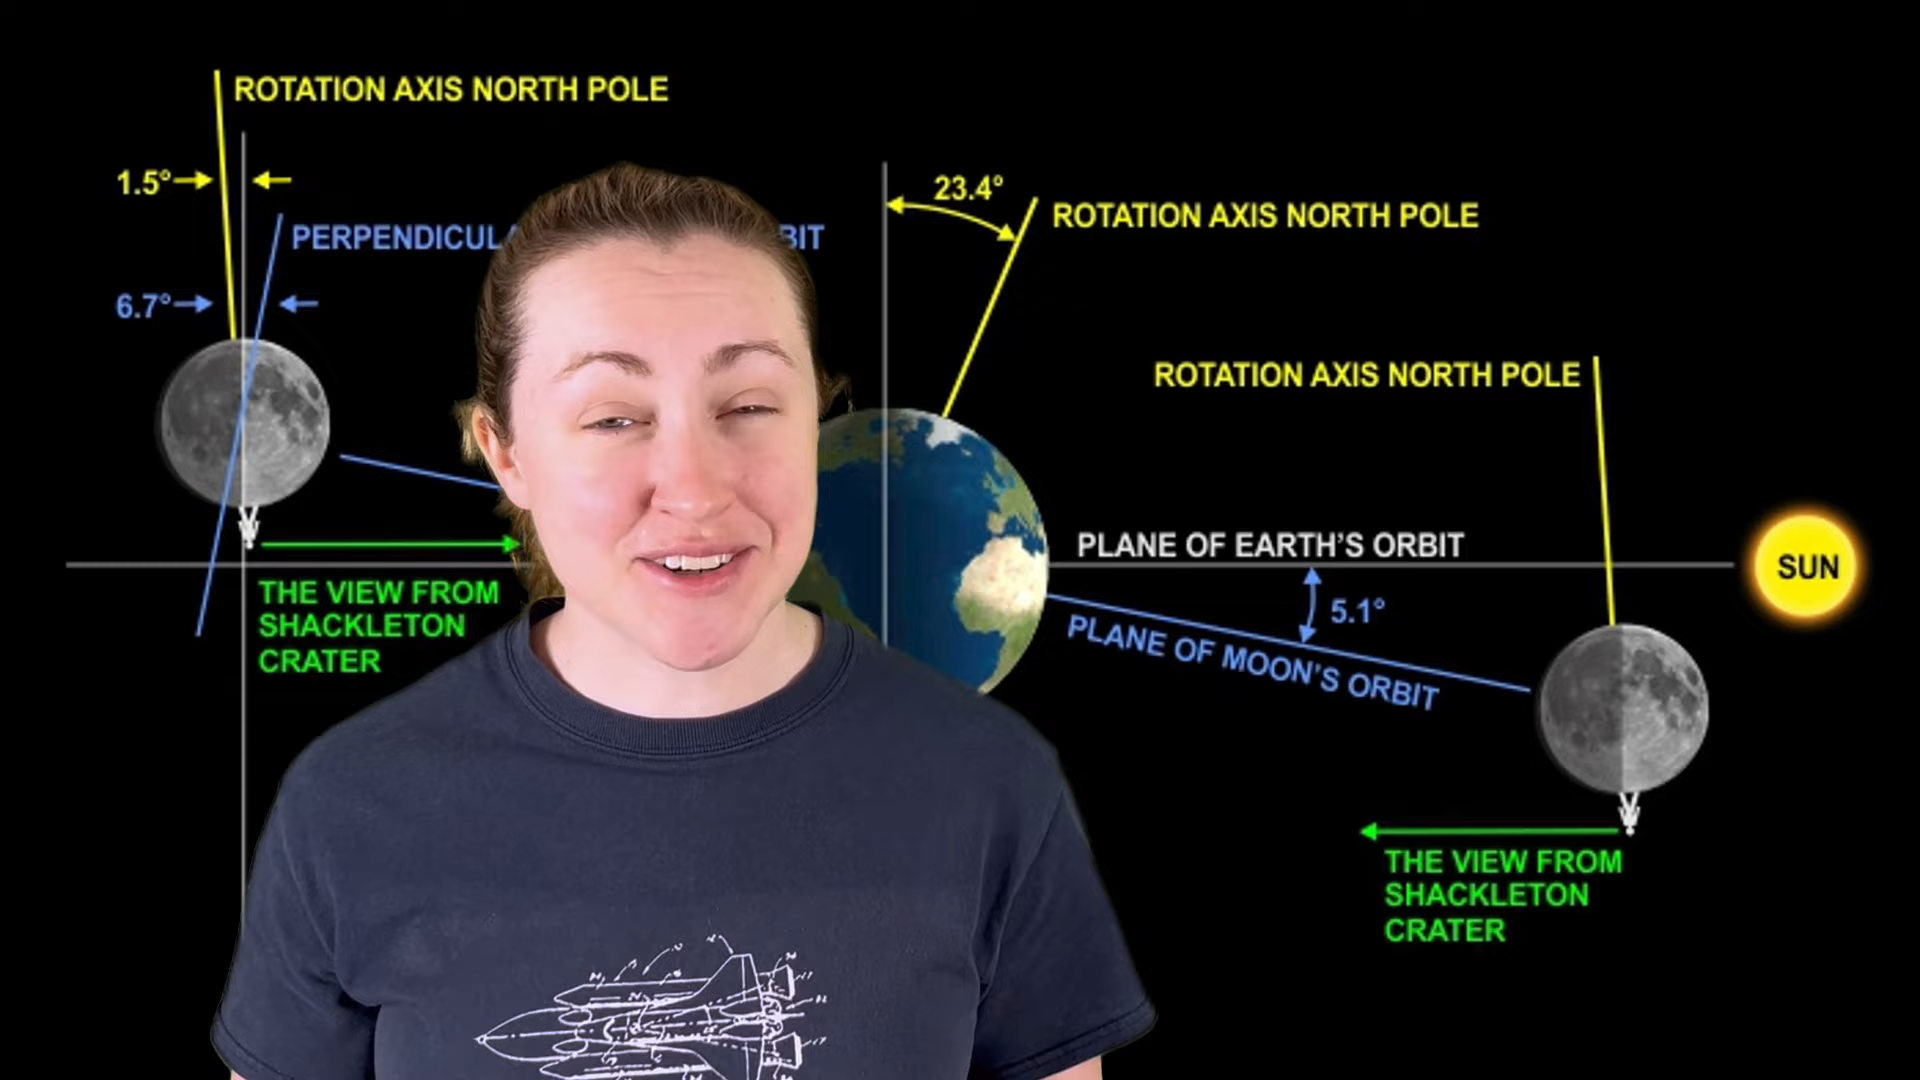 ROTATION AXIS NORTH POLE
1.5°
23.4°
ROTATION AXIS NORTH POLE
6.7°
ROTATION AXIS NORTH POLE
PLANE OF EARTH'S ORBIT
SUN
THE VIEW FROM
SHACKLETON
CRATER
5.1°
PLANE OF MOON'S ORBIT
THE VIEW FROM
SHACKLETON
CRATER